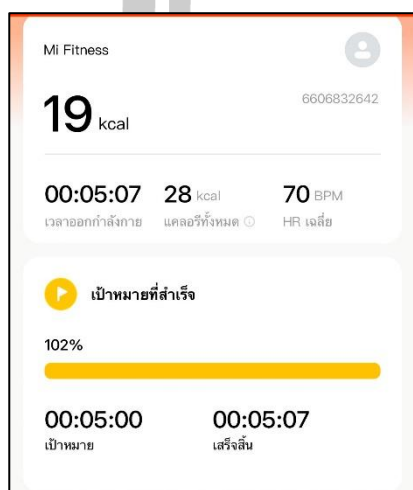 Mi Fitness
19 kcal
6606832642
00:05:07 28 kcal 70 BPM
เวลาออกกำลังกาย แคลอรีทั้งหมด HR เฉลี่ย
เป้าหมายที่สำเร็จ
102%
00:05:00 00:05:07
เป้าหมาย เสร็จสิ้น